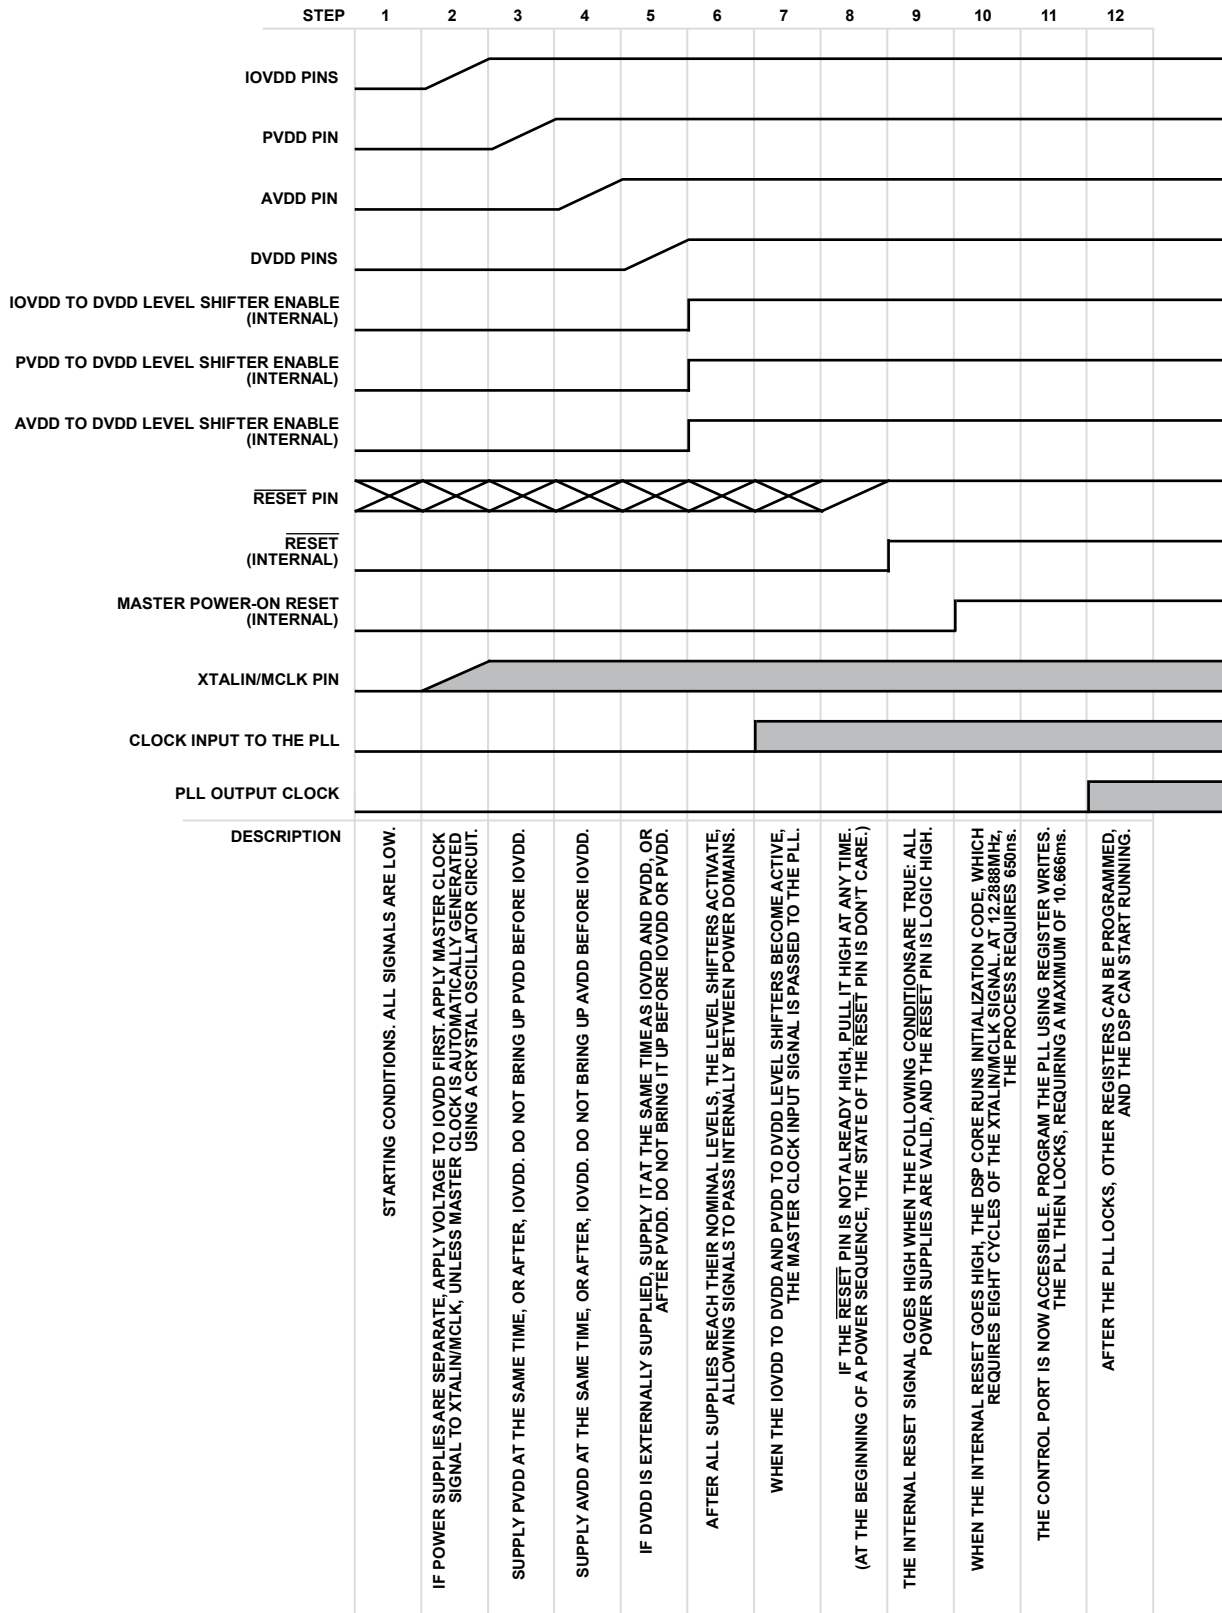 STEP 1 2 3 4 5 6 7 8 9 10 11 12
IOVDD PINS
PVDD PIN
AVDD PIN
DVDD PINS
IOVDD TO DVDD LEVEL SHIFTER ENABLE
(INTERNAL)
PVDD TO DVDD LEVEL SHIFTER ENABLE
(INTERNAL)
AVDD TO DVDD LEVEL SHIFTER ENABLE
(INTERNAL)
RESET PIN
RESET
(INTERNAL)
MASTER POWER-ON RESET
(INTERNAL)
XTALIN/MCLK PIN
CLOCK INPUT TO THE PLL
PLL OUTPUT CLOCK
DESCRIPTION
STARTING CONDITIONS. ALL SIGNALS ARE LOW.
IF POWER SUPPLIES ARE SEPARATE, APPLY VOLTAGE TO IOVDD FIRST. APPLY MASTER CLOCK
SIGNAL TO XTALIN/MCLK, UNLESS MASTER CLOCK IS AUTOMATICALLY GENERATED
USING A CRYSTAL OSCILLATOR CIRCUIT.
SUPPLY PVDD AT THE SAME TIME, OR AFTER, IOVDD. DO NOT BRING UP PVDD BEFORE IOVDD.
SUPPLY AVDD AT THE SAME TIME, OR AFTER, IOVDD. DO NOT BRING UP AVDD BEFORE IOVDD.
IF DVDD IS EXTERNALLY SUPPLIED, SUPPLY IT AT THE SAME TIME AS IOVDD AND PVDD, OR
AFTER PVDD. DO NOT BRING IT UP BEFORE IOVDD OR PVDD.
AFTER ALL SUPPLIES REACH THEIR NOMINAL LEVELS, THE LEVEL SHIFTERS ACTIVATE,
ALLOWING SIGNALS TO PASS INTERNALLY BETWEEN POWER DOMAINS.
WHEN THE IOVDD TO DVDD AND PVDD TO DVDD LEVEL SHIFTERS BECOME ACTIVE,
THE MASTER CLOCK INPUT SIGNAL IS PASSED TO THE PLL.
IF THE RESET PIN IS NOT ALREADY HIGH, PULL IT HIGH AT ANY TIME.
(AT THE BEGINNING OF A POWER SEQUENCE, THE STATE OF THE RESET PIN IS DON'T CARE.)
THE INTERNAL RESET SIGNAL GOES HIGH WHEN THE FOLLOWING CONDITIONSARE TRUE: ALL
POWER SUPPLIES ARE VALID, AND THE RESET PIN IS LOGIC HIGH.
WHEN THE INTERNAL RESET GOES HIGH, THE DSP CORE RUNS INITIALIZATION CODE, WHICH
REQUIRES EIGHT CYCLES OF THE XTALIN/MCLK SIGNAL. AT 12.2888MHz,
THE PROCESS REQUIRES 650ns.
THE CONTROL PORT IS NOW ACCESSIBLE. PROGRAM THE PLL USING REGISTER WRITES.
THE PLL THEN LOCKS, REQUIRING A MAXIMUM OF 10.666ms.
AFTER THE PLL LOCKS, OTHER REGISTERS CAN BE PROGRAMMED,
AND THE DSP CAN START RUNNING.